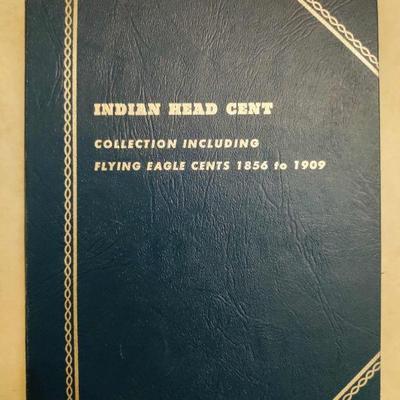 INDIAN HEAD CENT
COLLECTION INCLUDING
FLYING EAGLE CENTS 1856 to 1909